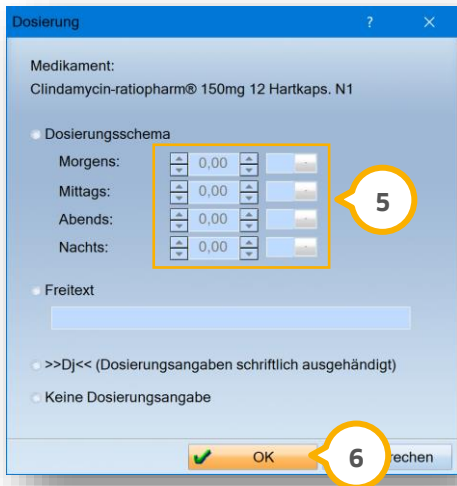 Dosierung ? ×
Medikament:
Clindamycin-ratiopharm® 150mg 12 Hartkaps. N1
Dosierungsschema
Morgens: 0,00
Mittags: 0,00
Abends: 0,00
Nachts: 0,00
5
Freitext
>>Dj<< (Dosierungsangaben schriftlich ausgehändigt)
Keine Dosierungsangabe
OK 6 rechen